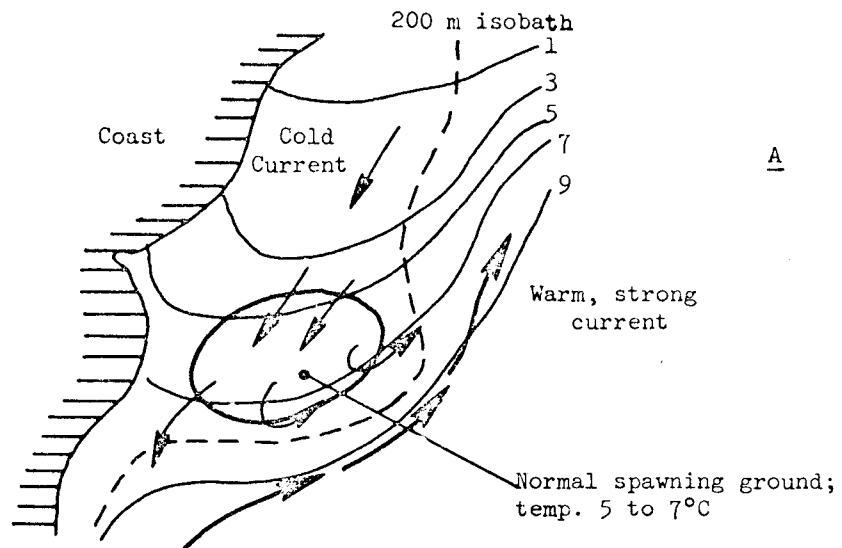 200 m isobath
1
3
5
7
9
A
Coast
Cold
Current
Warm, strong
current
Normal spawning ground;
temp. 5 to 7°C